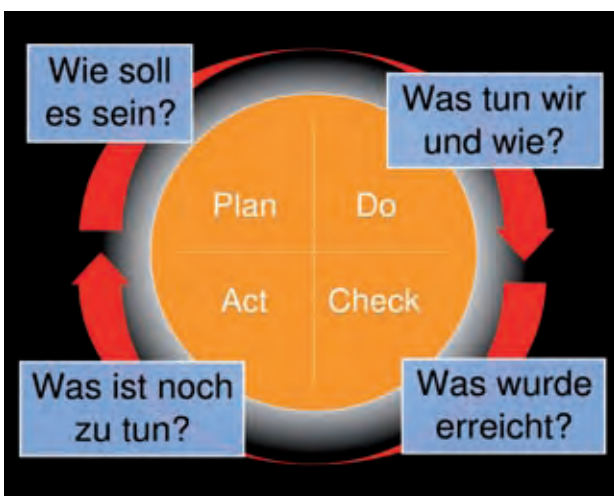 Wie soll
es sein?
Was tun wir
und wie?
Plan
Do
Act
Check
Was ist noch
zu tun?
Was wurde
erreicht?